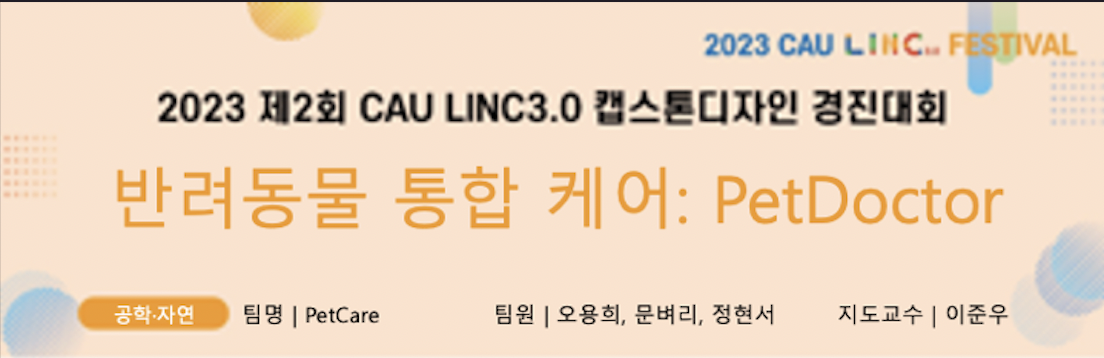 2023 CAU LINC3.0 FESTIVAL
2023 제2회 CAU LINC3.0 캡스톤디자인 경진대회
반려동물 통합 케어: PetDoctor
공학·자연 팀명 | PetCare 팀원 | 오용희, 문벼리, 정현서 지도교수 | 이준우